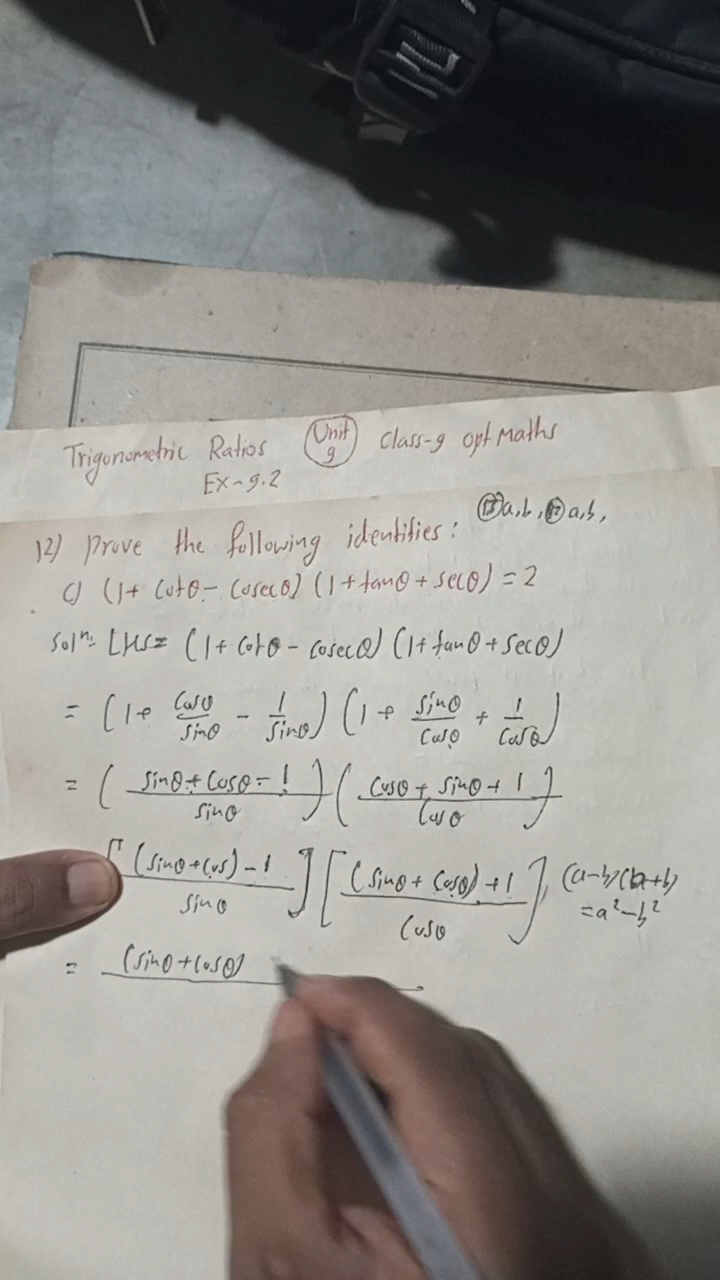 Trigonometric Ratios Unit 9 Class-9 opt Maths
Ex-9.2
a,b, a,b,
12) Prove the following identities:
c) (1+ Cotθ- Cosecθ) (1+tanθ+secθ) = 2
Solⁿ:- LHS= (1+Cotθ - Cosecθ) (1+tanθ+Secθ)
= (1+ Cosθ/Sinθ - 1/Sinθ) (1+ Sinθ/Cosθ + 1/Cosθ)
= (Sinθ+Cosθ-1/Sinθ) (Cosθ+Sinθ+1/Cosθ)
[(Sinθ+Cos)-1/Sinθ] [(Sinθ+Cosθ)+1/Cosθ], (a-b)(a+b)
=a²-b²
= (Sinθ+Cosθ)